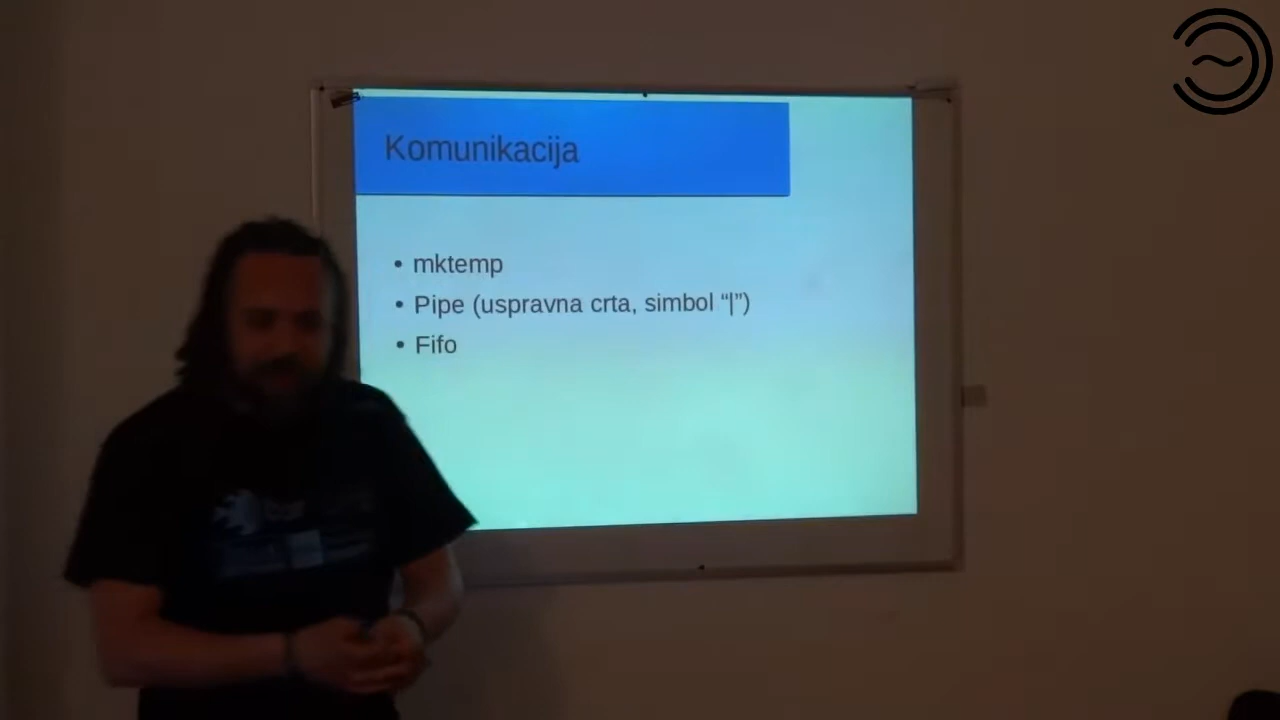 Komunikacija
• mktemp
• Pipe (uspravna crta, simbol “|”)
• Fifo